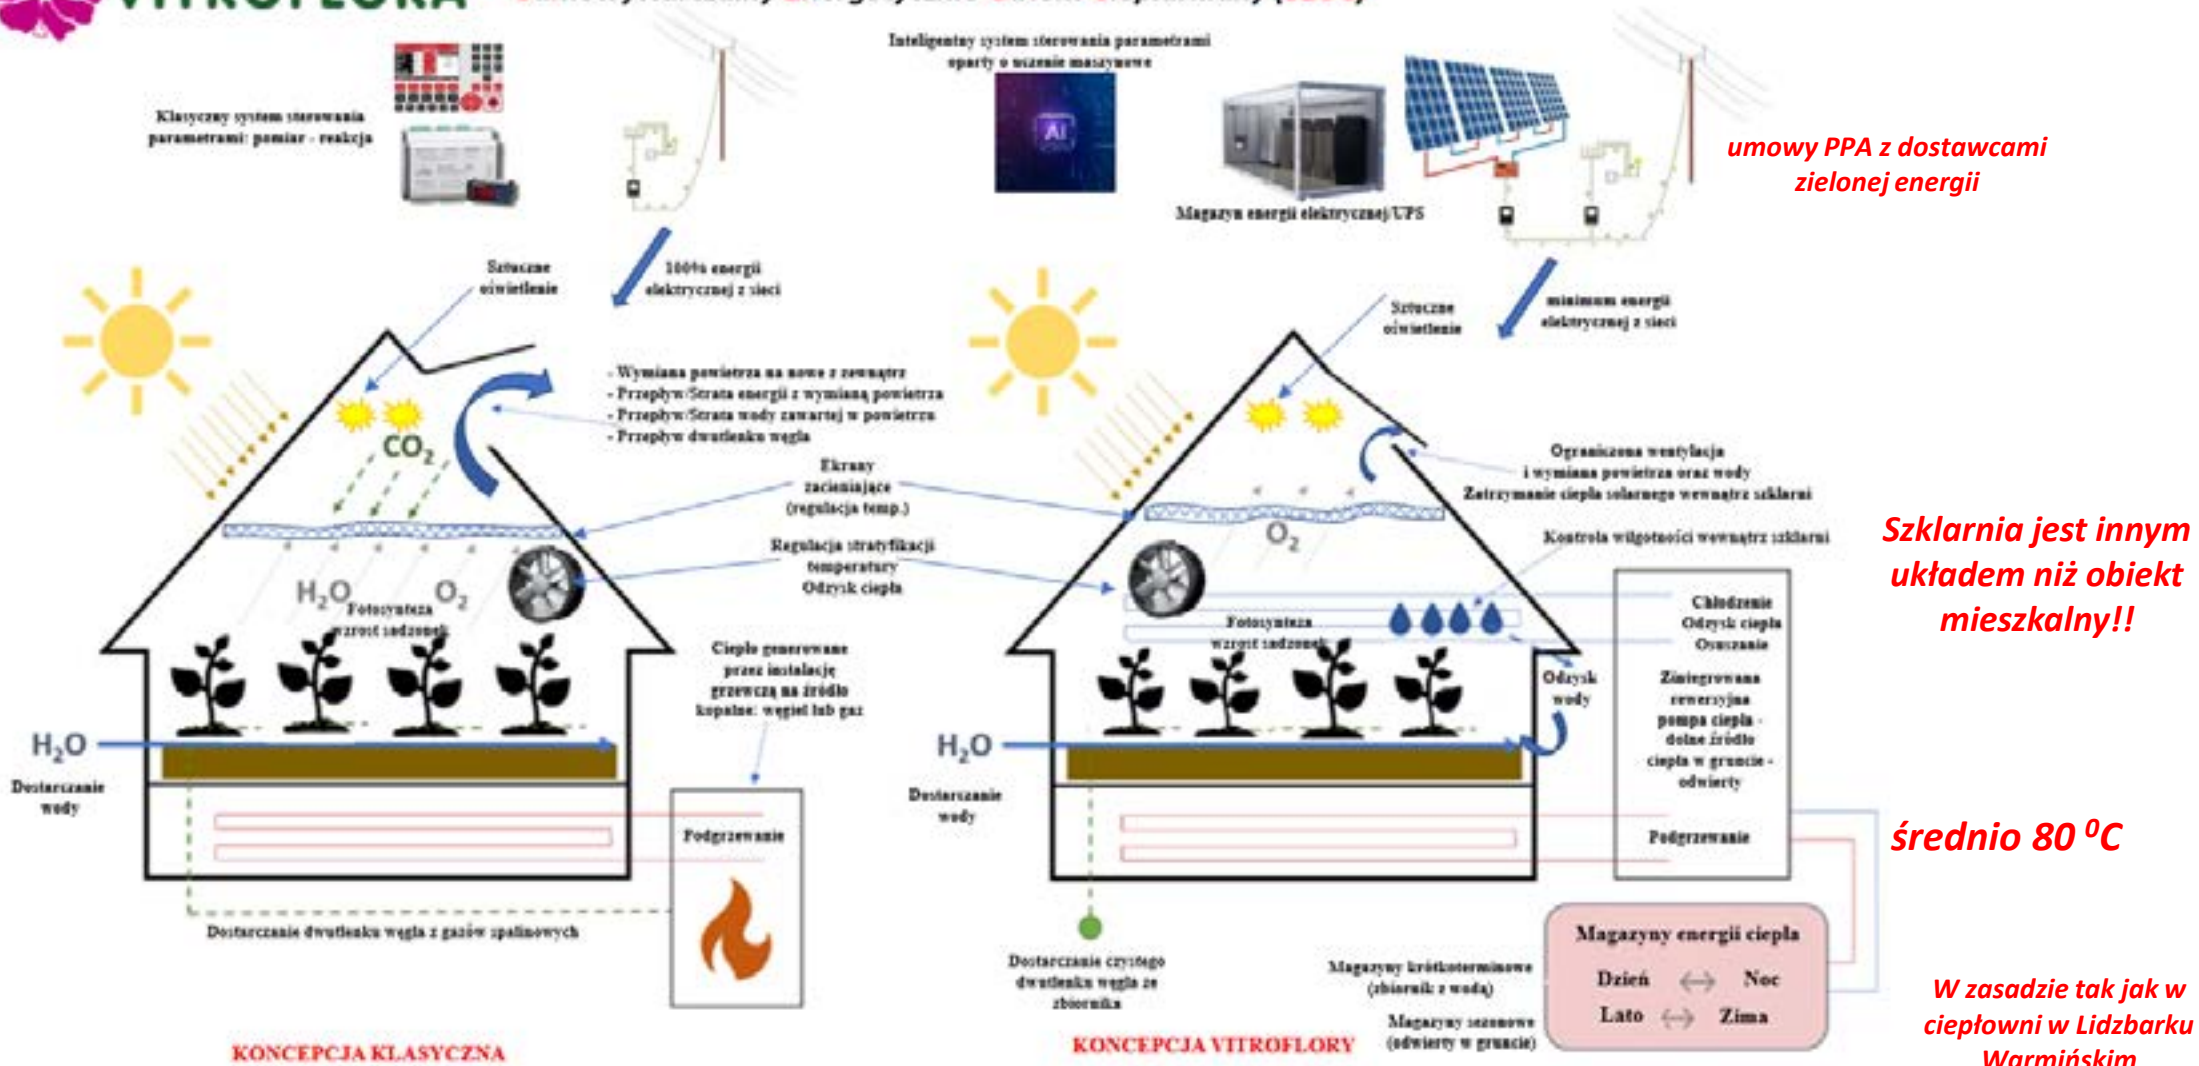 VITROFLORA
Klasyczny system sterowania
parametrami: pomiar - reakcja
Inteligentny system sterowania parametrami
oparty o uczenie maszynowe
AI
Magazyn energii elektrycznej/UPS
umowy PPA z dostawcami
zielonej energii
Sztuczne
oświetlenie
100% energii
elektrycznej z sieci
Sztuczne
oświetlenie
minimum energii
elektrycznej z sieci
- Wymiana powietrza na nowe z zewnątrz
- Przepływ/Strata energii z wymianą powietrza
- Przepływ/Strata wody zawartej w powietrzu
- Przepływ dwutlenku węgla
CO2
Ekrany
zacieniające
(regulacja temp.)
Regulacja stratyfikacji
temperatury
Odzysk ciepła
H2O
O2
Fotosynteza
wzrost sadzonek
Ciepło generowane
przez instalację
grzewczą na źródło
kopalne: węgiel lub gaz
H2O
Dostarczanie
wody
Podgrzewanie
Dostarczanie dwutlenku węgla z gazów spalinowych
KONCEPCJA KLASYCZNA
Ograniczona wentylacja
i wymiana powietrza oraz wody
Zatrzymanie ciepła solarnego wewnątrz szklarni
O2
Kontrola wilgotności wewnątrz szklarni
Fotosynteza
wzrost sadzonek
Odzysk
wody
Chłodzenie
Odzysk ciepła
Osuszanie
Zintegrowana
rewersyjna
pompa ciepła -
dolne źródło
ciepła w gruncie -
odwierty
Podgrzewanie
H2O
Dostarczanie
wody
Dostarczanie czystego
dwutlenku węgla ze
zbiornika
Magazyny krótkoterminowe
(zbiornik z wodą)
Magazyny sezonowe
(odwierty w gruncie)
Magazyny energii ciepła
Dzień ↔ Noc
Lato ↔ Zima
KONCEPCJA VITROFLORY
Szklarnia jest innym
układem niż obiekt
mieszkalny!!
średnio 80 ⁰C
W zasadzie tak jak w
ciepłowni w Lidzbarku
Warmińskim